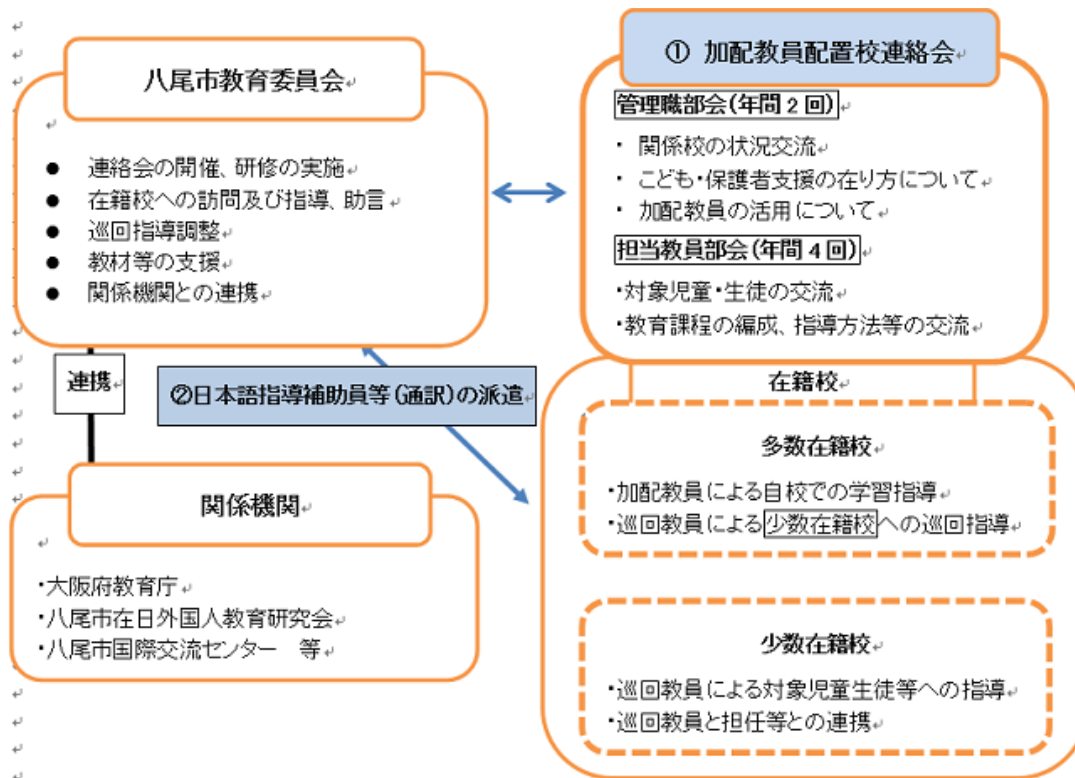 八尾市教育委員会
● 連絡会の開催、研修の実施
● 在籍校への訪問及び指導、助言
● 巡回指導調整
● 教材等の支援
● 関係機関との連携
① 加配教員配置校連絡会
管理職部会(年間2回)
・ 関係校の状況交流
・ こども・保護者支援の在り方について
・ 加配教員の活用について
担当教員部会(年間4回)
・対象児童・生徒の交流
・教育課程の編成、指導方法等の交流
連携
②日本語指導補助員等(通訳)の派遣
関係機関
・大阪府教育庁
・八尾市在日外国人教育研究会
・八尾市国際交流センター 等
在籍校
多数在籍校
・加配教員による自校での学習指導
・巡回教員による少数在籍校への巡回指導
少数在籍校
・巡回教員による対象児童生徒等への指導
・巡回教員と担任等との連携